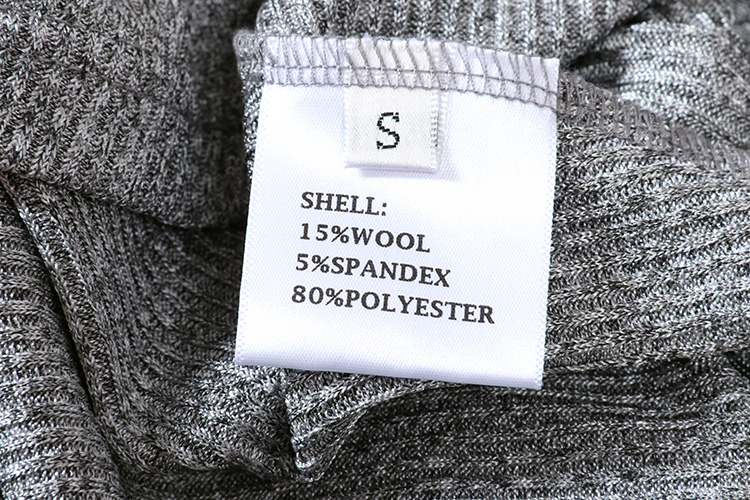 S
SHELL:
15%WOOL
5%SPANDEX
80%POLYESTER